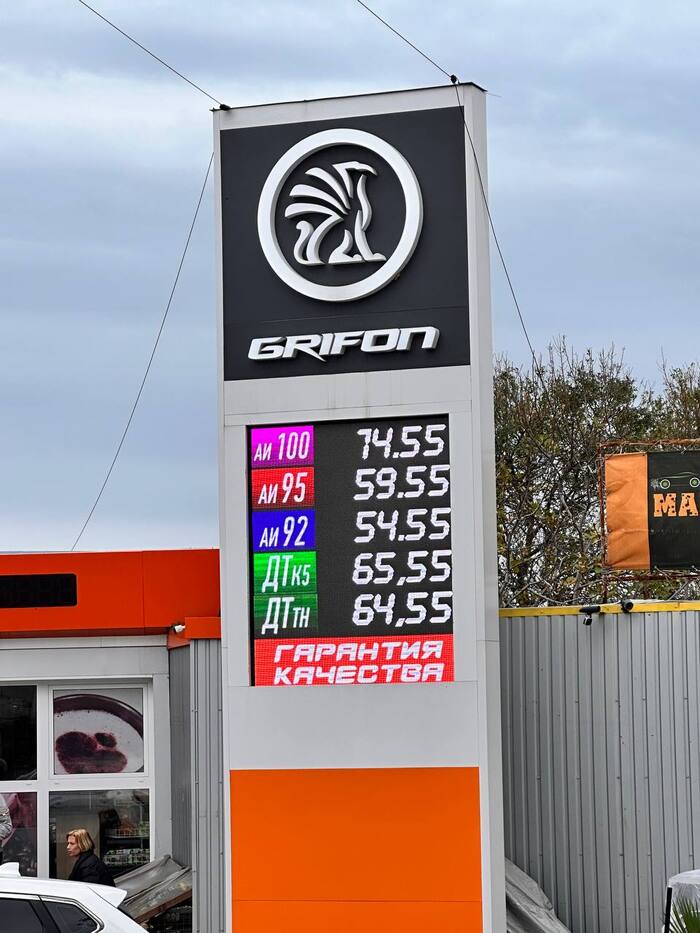 GRIFON
АИ 100 74.55
АИ 95 59.55
АИ 92 54.55
ДТ К5 65,55
ДТ ТН 64,55
ГАРАНТИЯ
КАЧЕСТВА
МА